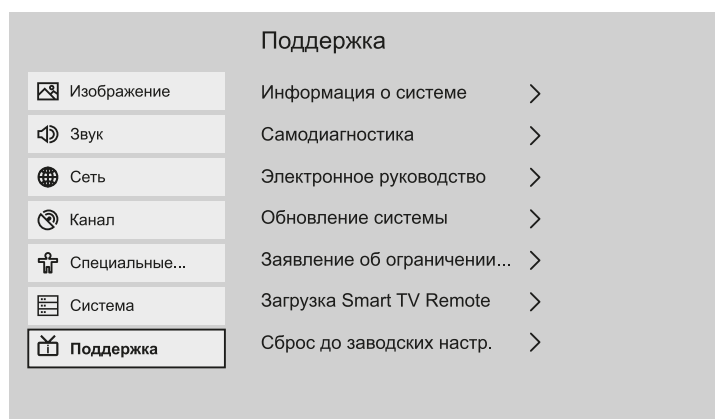 Поддержка
Изображение
Звук
Сеть
Канал
Специальные...
Система
Поддержка
Информация о системе
Самодиагностика
Электронное руководство
Обновление системы
Заявление об ограничении...
Загрузка Smart TV Remote
Сброс до заводских настр.